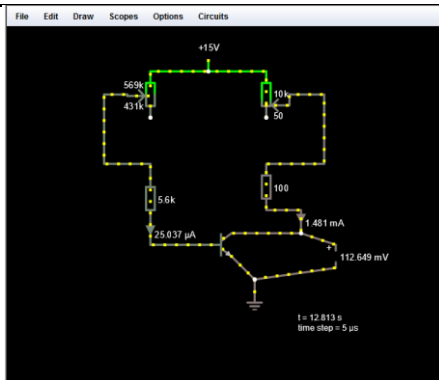 File Edit Draw Scopes Options Circuits
+15V
569k
10k
431k
50
5.6k
100
1.481 mA
25.037 µA
+
112.649 mV
t = 12.813 s
time step = 5 µs